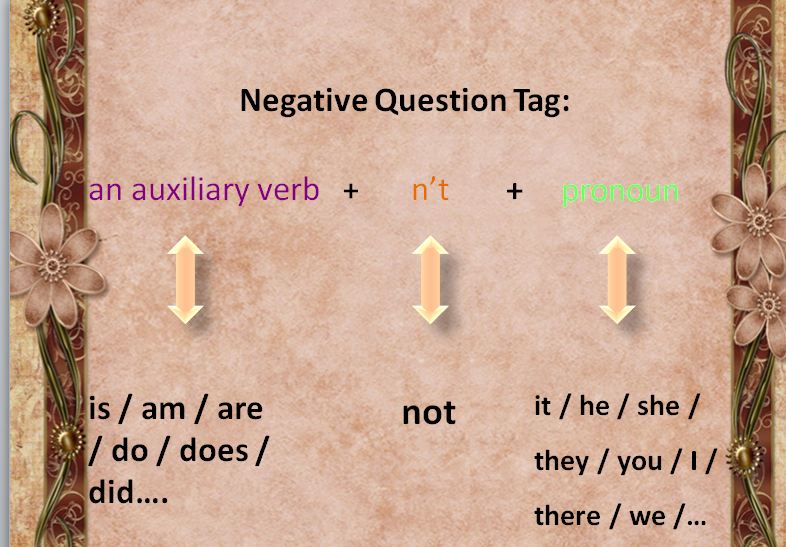 Negative Question Tag:
an auxiliary verb + n’t + pronoun
is / am / are
/ do / does /
did….
not
it / he / she /
they / you / I /
there / we /…